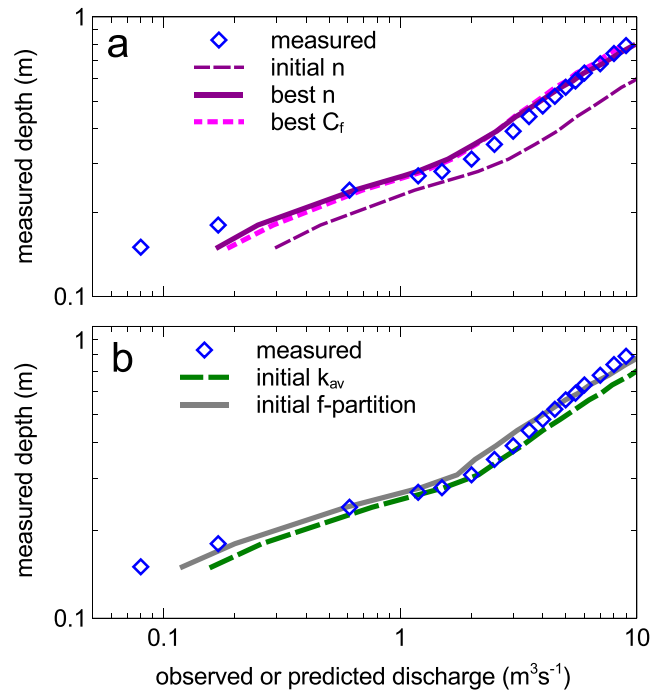 1
a
measured
initial n
best n
best Cf
measured depth (m)
0.1
1
b
measured
initial kav
initial f-partition
measured depth (m)
0.1
0.1 1 10
observed or predicted discharge (m³s⁻¹)